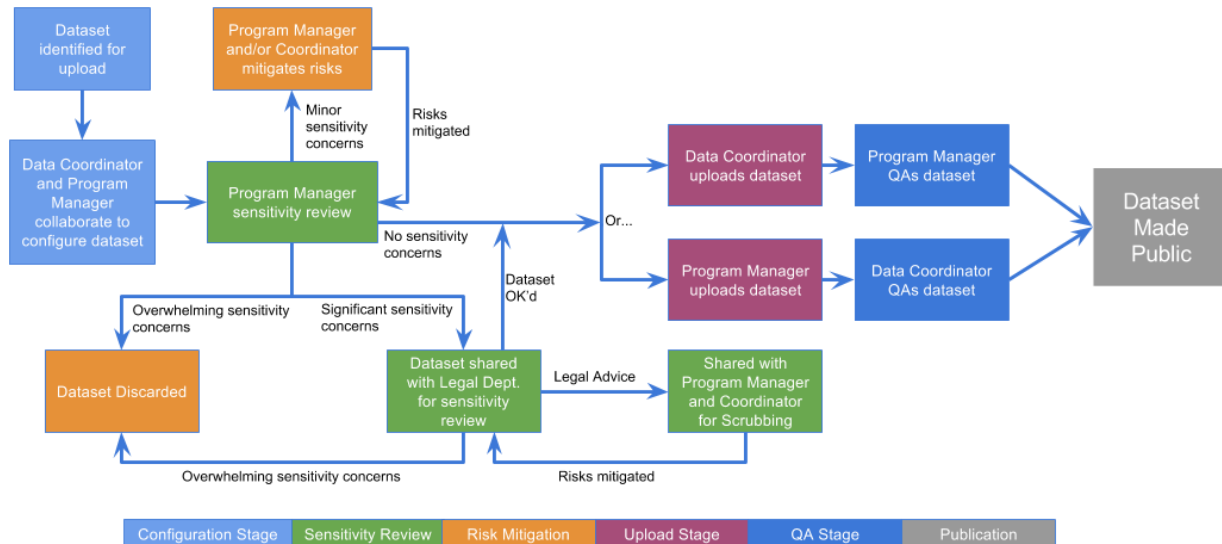 Dataset
identified for
upload
Program Manager
and/or Coordinator
mitigates risks
Minor
sensitivity
concerns
Risks
mitigated
Data Coordinator
and Program
Manager
collaborate to
configure dataset
Program Manager
sensitivity review
No sensitivity
concerns
Or...
Data Coordinator
uploads dataset
Program Manager
QAs dataset
Program Manager
uploads dataset
Data Coordinator
QAs dataset
Dataset
Made
Public
Dataset
OK'd
Overwhelming sensitivity
concerns
Significant sensitivity
concerns
Dataset Discarded
Dataset shared
with Legal Dept.
for sensitivity
review
Legal Advice
Shared with
Program Manager
and Coordinator
for Scrubbing
Overwhelming sensitivity concerns
Risks mitigated
Configuration Stage
Sensitivity Review
Risk Mitigation
Upload Stage
QA Stage
Publication